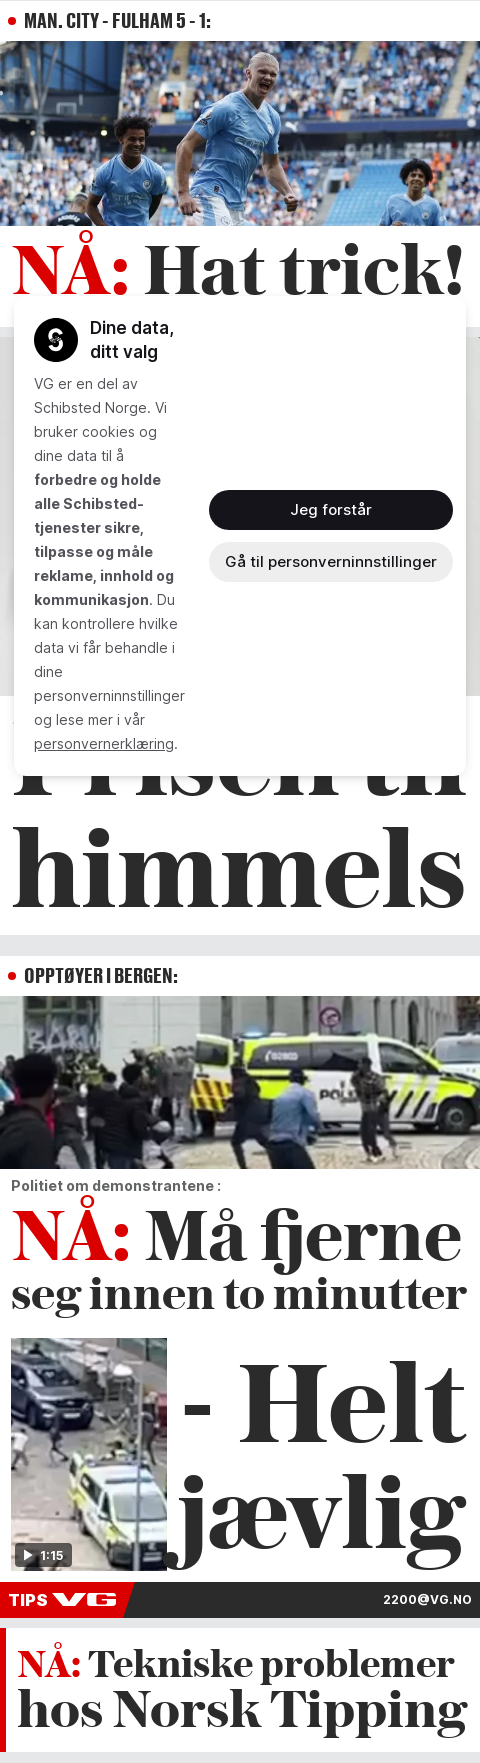 MAN. CITY - FULHAM 5 - 1:
NÅ: Hat trick!
Dine data,
ditt valg
VG er en del av
Schibsted Norge. Vi
bruker cookies og
dine data til å
forbedre og holde
alle Schibsted-
tjenester sikre,
tilpasse og måle
reklame, innhold og
kommunikasjon. Du
kan kontrollere hvilke
data vi får behandle i
dine
personverninnstillinger
og lese mer i vår
personvernerklæring.
Jeg forstår
Gå til personverninnstillinger
Prisen til
himmels
OPPTØYER I BERGEN:
Politiet om demonstrantene :
NÅ: Må fjerne
seg innen to minutter
- Helt
jævlig
1:15
TIPS VG
2200@VG.NO
NÅ: Tekniske problemer
hos Norsk Tipping